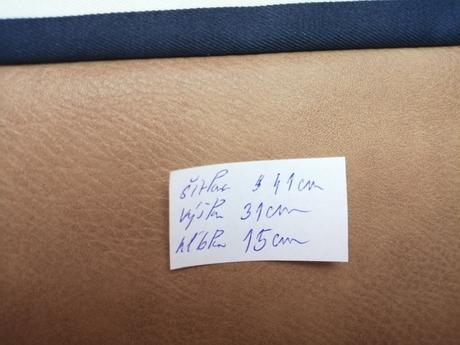 šírka 41cm
výška 31cm
hĺbka 15cm